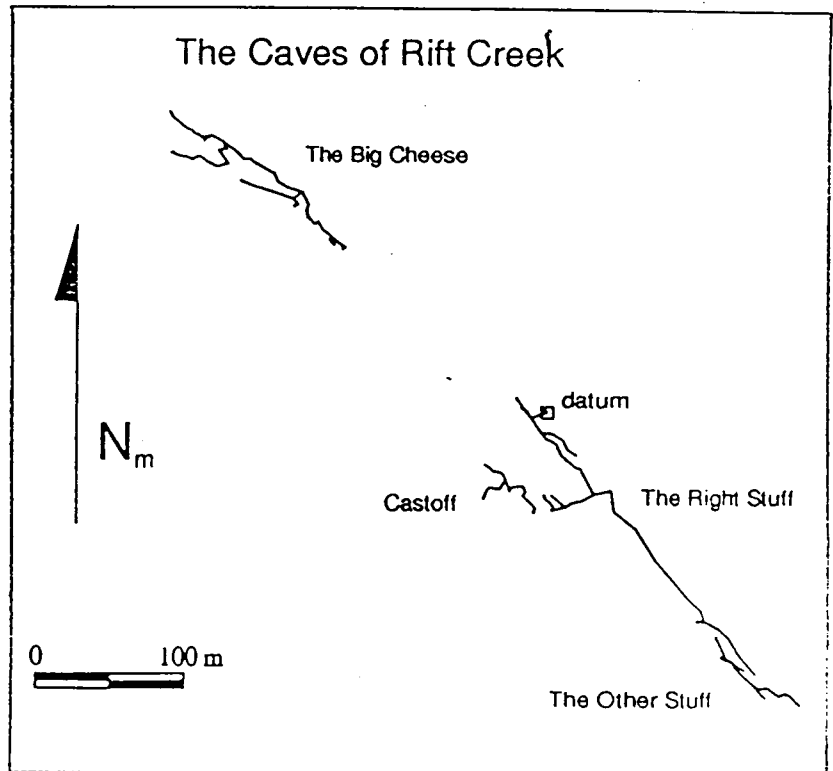 The Caves of Rift Creek
The Big Cheese
datum
N m
Castoff
The Right Stuff
0 100 m
The Other Stuff